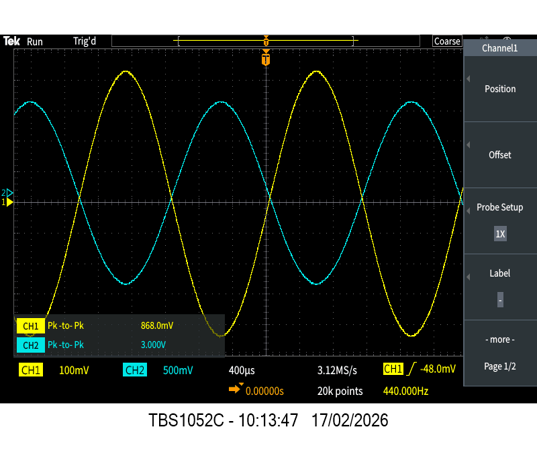 Tek Run Trig'd Coarse
Channel1
T
T
Position
Offset
2
1
Probe Setup
1X
Label
-
CH1 Pk -to- Pk 868.0mV
CH2 Pk -to- Pk 3.000V
- more -
Page 1/2
CH1 100mV CH2 500mV 400μs 3.12MS/s CH1 -48.0mV
0.00000s 20k points 440.000Hz
TBS1052C - 10:13:47 17/02/2026